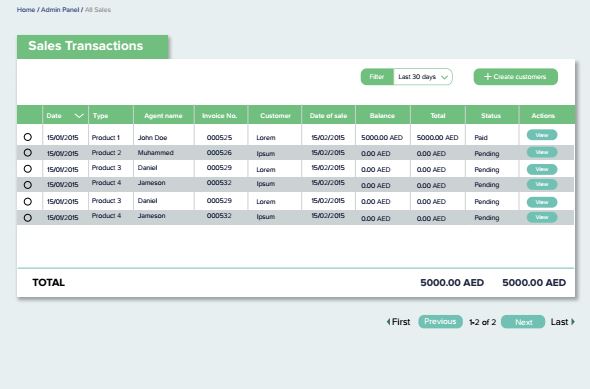 Home / Admin Panel / All Sales
Sales Transactions
Filter Last 30 days + Create customers
Date Type Agent name Invoice No. Customer Date of sale Balance Total Status Actions
15/01/2015 Product 1 John Doe 000525 Lorem 15/02/2015 5000.00 AED 5000.00 AED Paid View
15/01/2015 Product 2 Muhammed 000526 Ipsum 15/02/2015 0.00 AED 0.00 AED Pending View
15/01/2015 Product 3 Daniel 000529 Lorem 15/02/2015 0.00 AED 0.00 AED Pending View
15/01/2015 Product 4 Jameson 000532 Ipsum 15/02/2015 0.00 AED 0.00 AED Pending View
15/01/2015 Product 3 Daniel 000529 Lorem 15/02/2015 0.00 AED 0.00 AED Pending View
15/01/2015 Product 4 Jameson 000532 Ipsum 15/02/2015 0.00 AED 0.00 AED Pending View
TOTAL 5000.00 AED 5000.00 AED
First Previous 1-2 of 2 Next Last